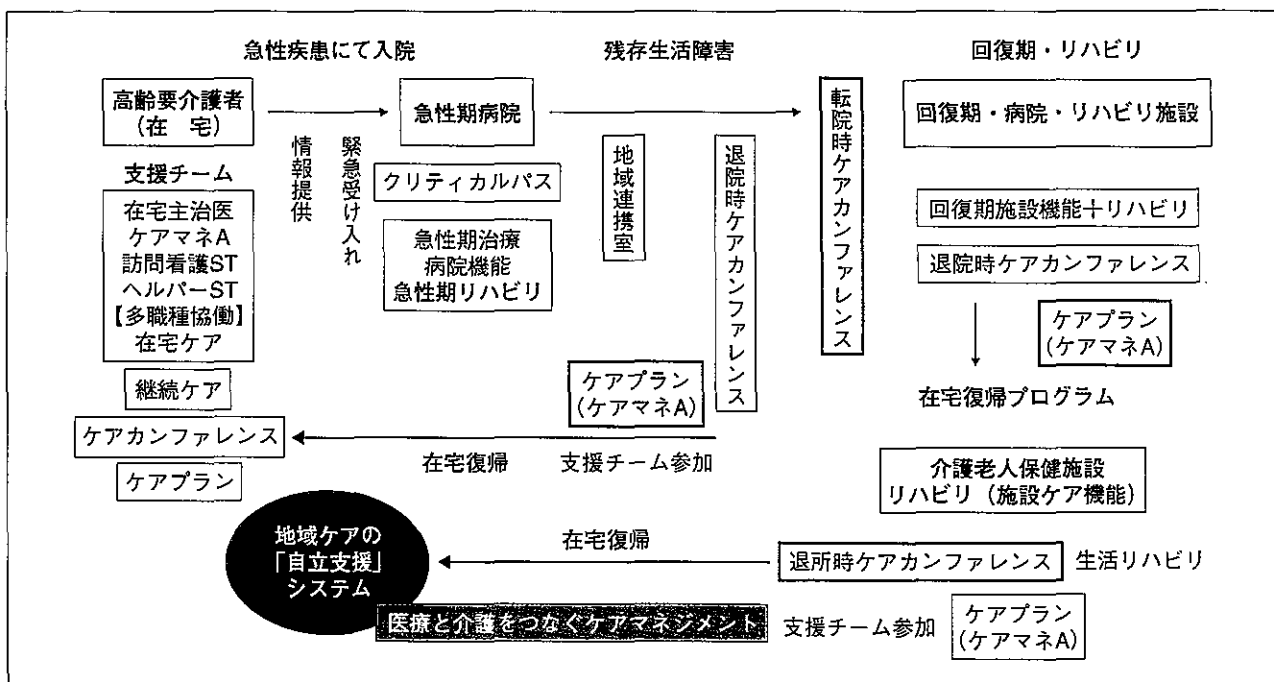 急性疾患にて入院
残存生活障害
回復期・リハビリ
高齢要介護者
（在　宅）
情報提供
緊急受け入れ
急性期病院
地域連携室
退院時ケアカンファレンス
転院時ケアカンファレンス
回復期・病院・リハビリ施設
支援チーム
在宅主治医
ケアマネA
訪問看護ST
ヘルパーST
【多職種協働】
在宅ケア
クリティカルパス
急性期治療
病院機能
急性期リハビリ
回復期施設機能＋リハビリ
退院時ケアカンファレンス
ケアプラン
（ケアマネA）
在宅復帰プログラム
継続ケア
ケアカンファレンス
ケアプラン
ケアプラン
（ケアマネA）
在宅復帰
支援チーム参加
介護老人保健施設
リハビリ（施設ケア機能）
地域ケアの
「自立支援」
システム
在宅復帰
退所時ケアカンファレンス
生活リハビリ
医療と介護をつなぐケアマネジメント
支援チーム参加
ケアプラン
（ケアマネA）